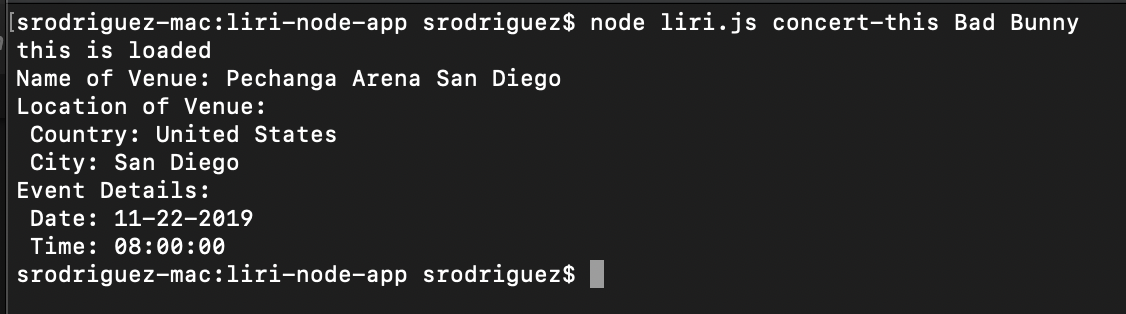 [srodriguez-mac:liri-node-app srodriguez$ node liri.js concert-this Bad Bunny
this is loaded
Name of Venue: Pechanga Arena San Diego
Location of Venue:
 Country: United States
 City: San Diego
Event Details:
 Date: 11-22-2019
 Time: 08:00:00
srodriguez-mac:liri-node-app srodriguez$